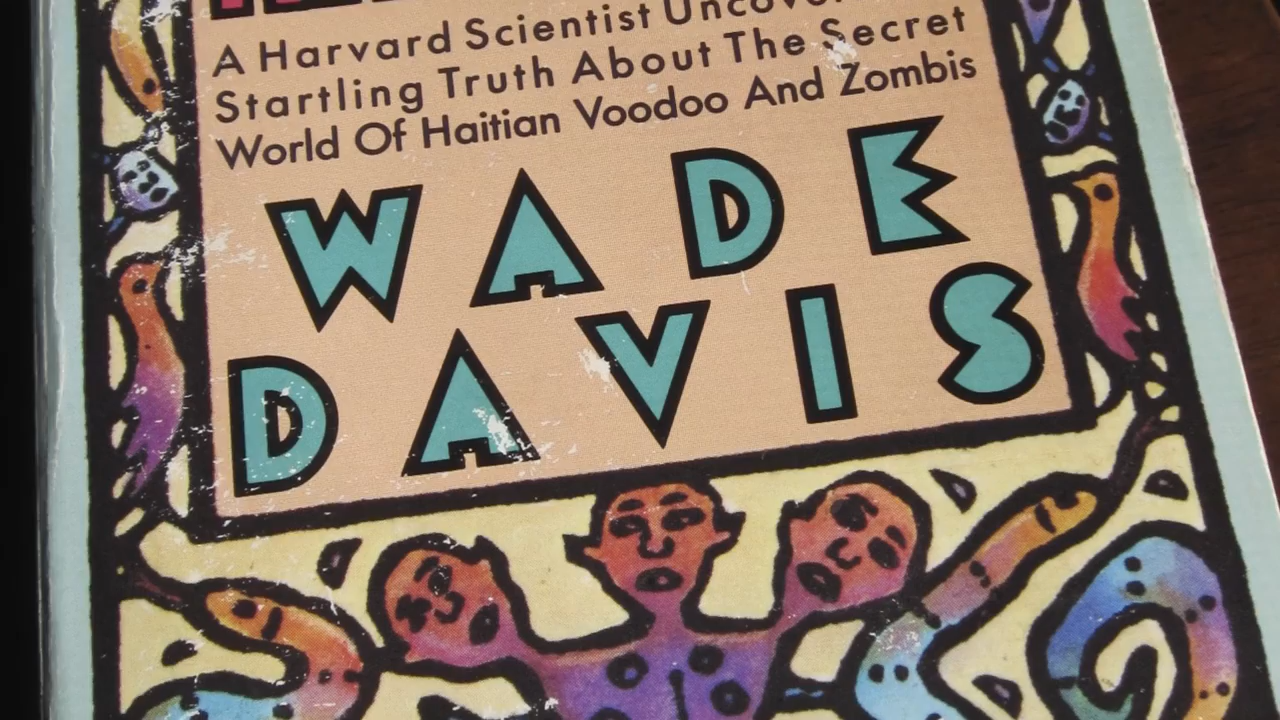 A Harvard Scientist
Startling Truth About The Secret
World Of Haitian Voodoo And Zombis
WADE
DAVIS